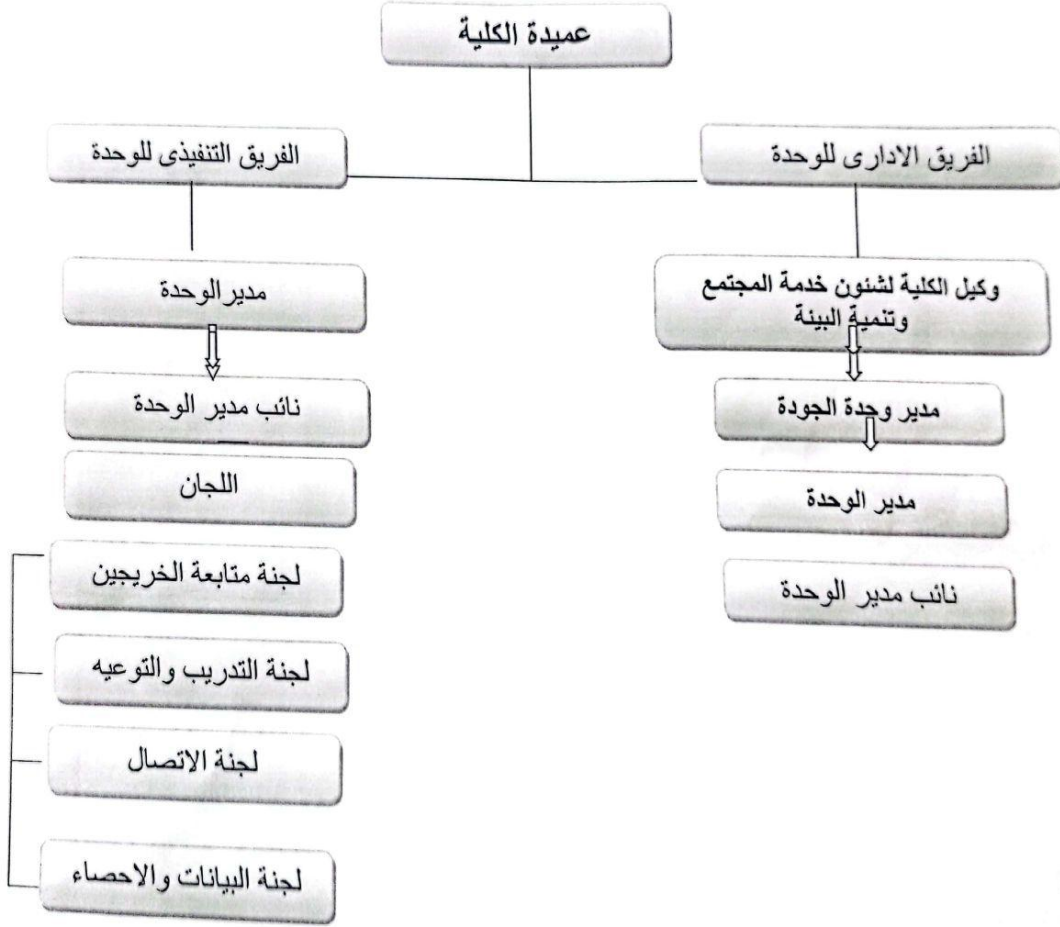 عميدة الكلية
الفريق الادارى للوحدة
وكيل الكلية لشئون خدمة المجتمع
وتنمية البيئة
مدير وحدة الجودة
مدير الوحدة
نائب مدير الوحدة
الفريق التنفيذى للوحدة
مدير الوحدة
نائب مدير الوحدة
اللجان
لجنة متابعة الخريجين
لجنة التدريب والتوعيه
لجنة الاتصال
لجنة البيانات والاحصاء